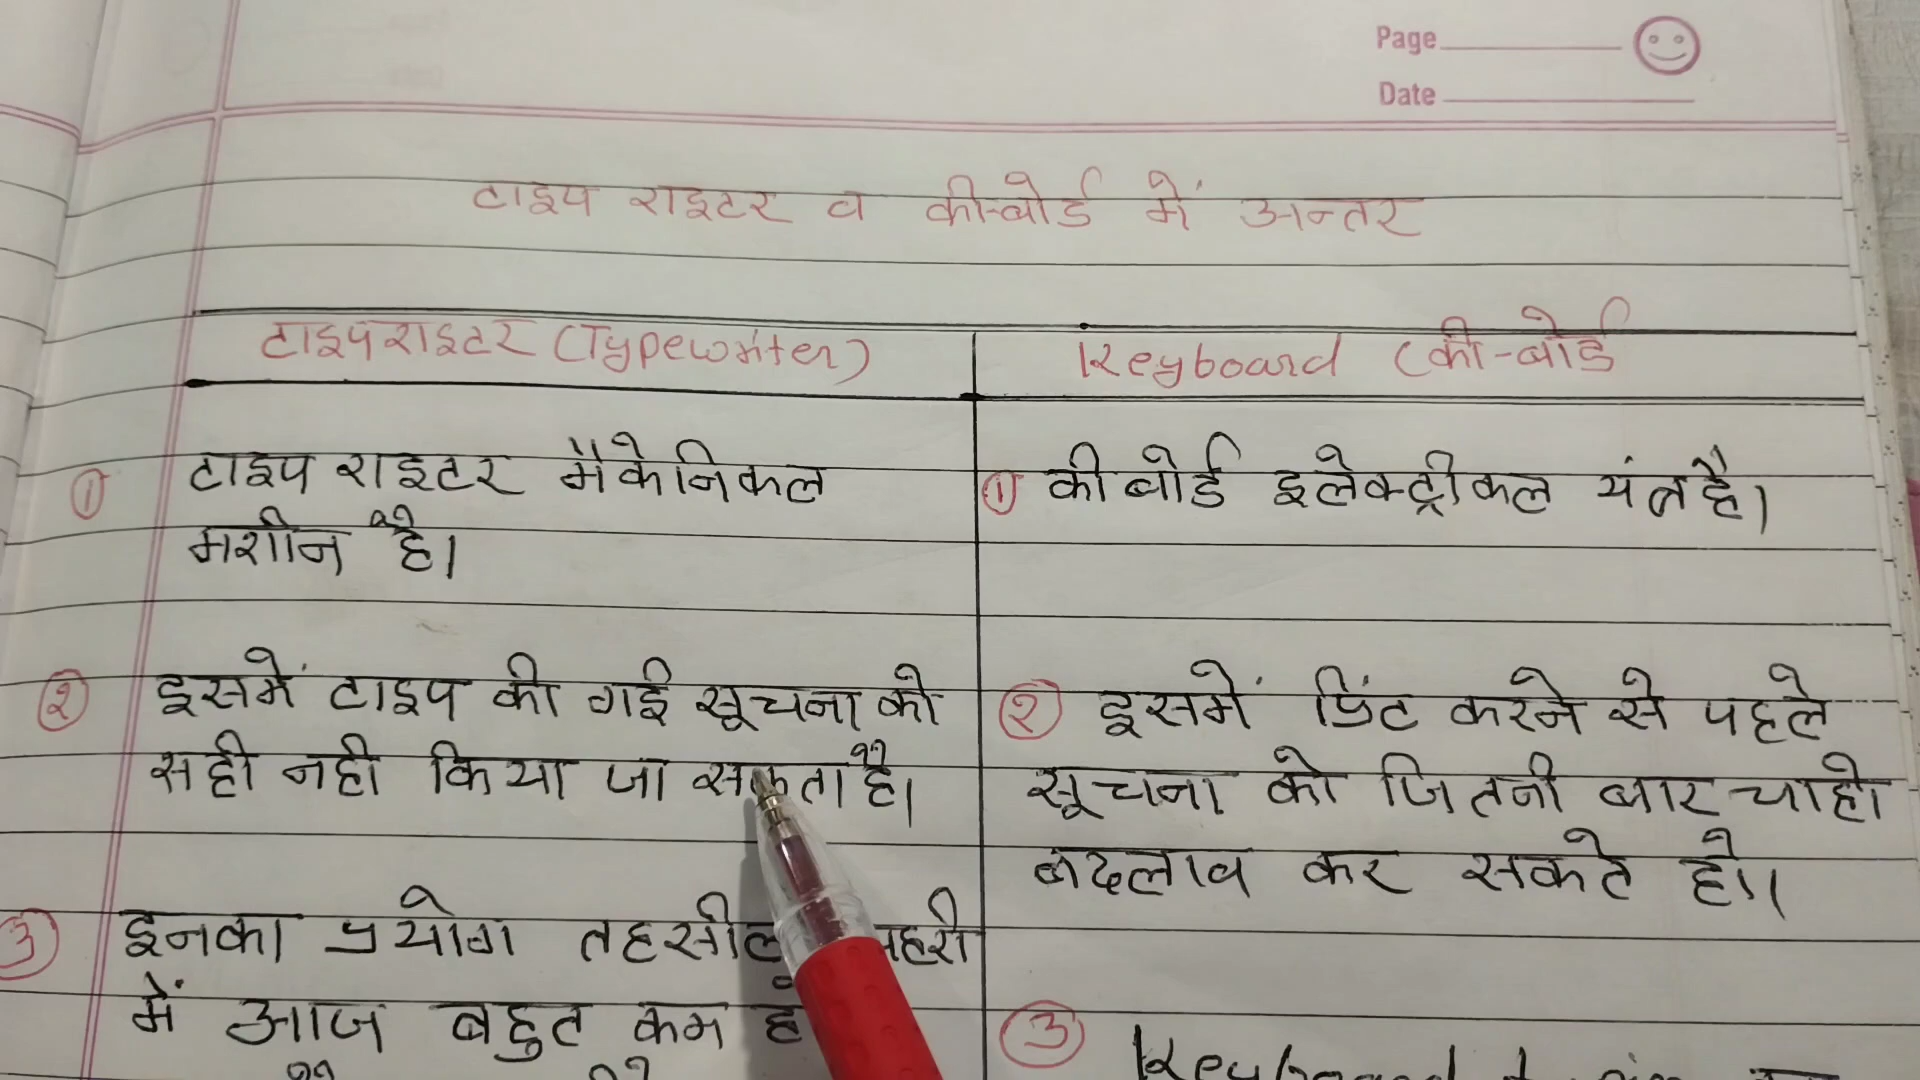 Page
Date
टाइप राइटर व की-बोर्ड में अन्तर
टाइपराइटर (Typewriter)
Keyboard (की-बोर्ड
① टाइप राइटर मैकेनिकल
मशीन है।
① की बोर्ड इलेक्ट्रीकल यंत्र है।
② इसमें टाइप की गई सूचना को
सही नही किया जा सकता है।
② इसमें प्रिंट करने से पहले
सूचना को जितनी बार चाहो
बदलाव कर सकते हो।
③ इनका प्रयोग तहसील
में आज बहुत कम
③ Keyboard